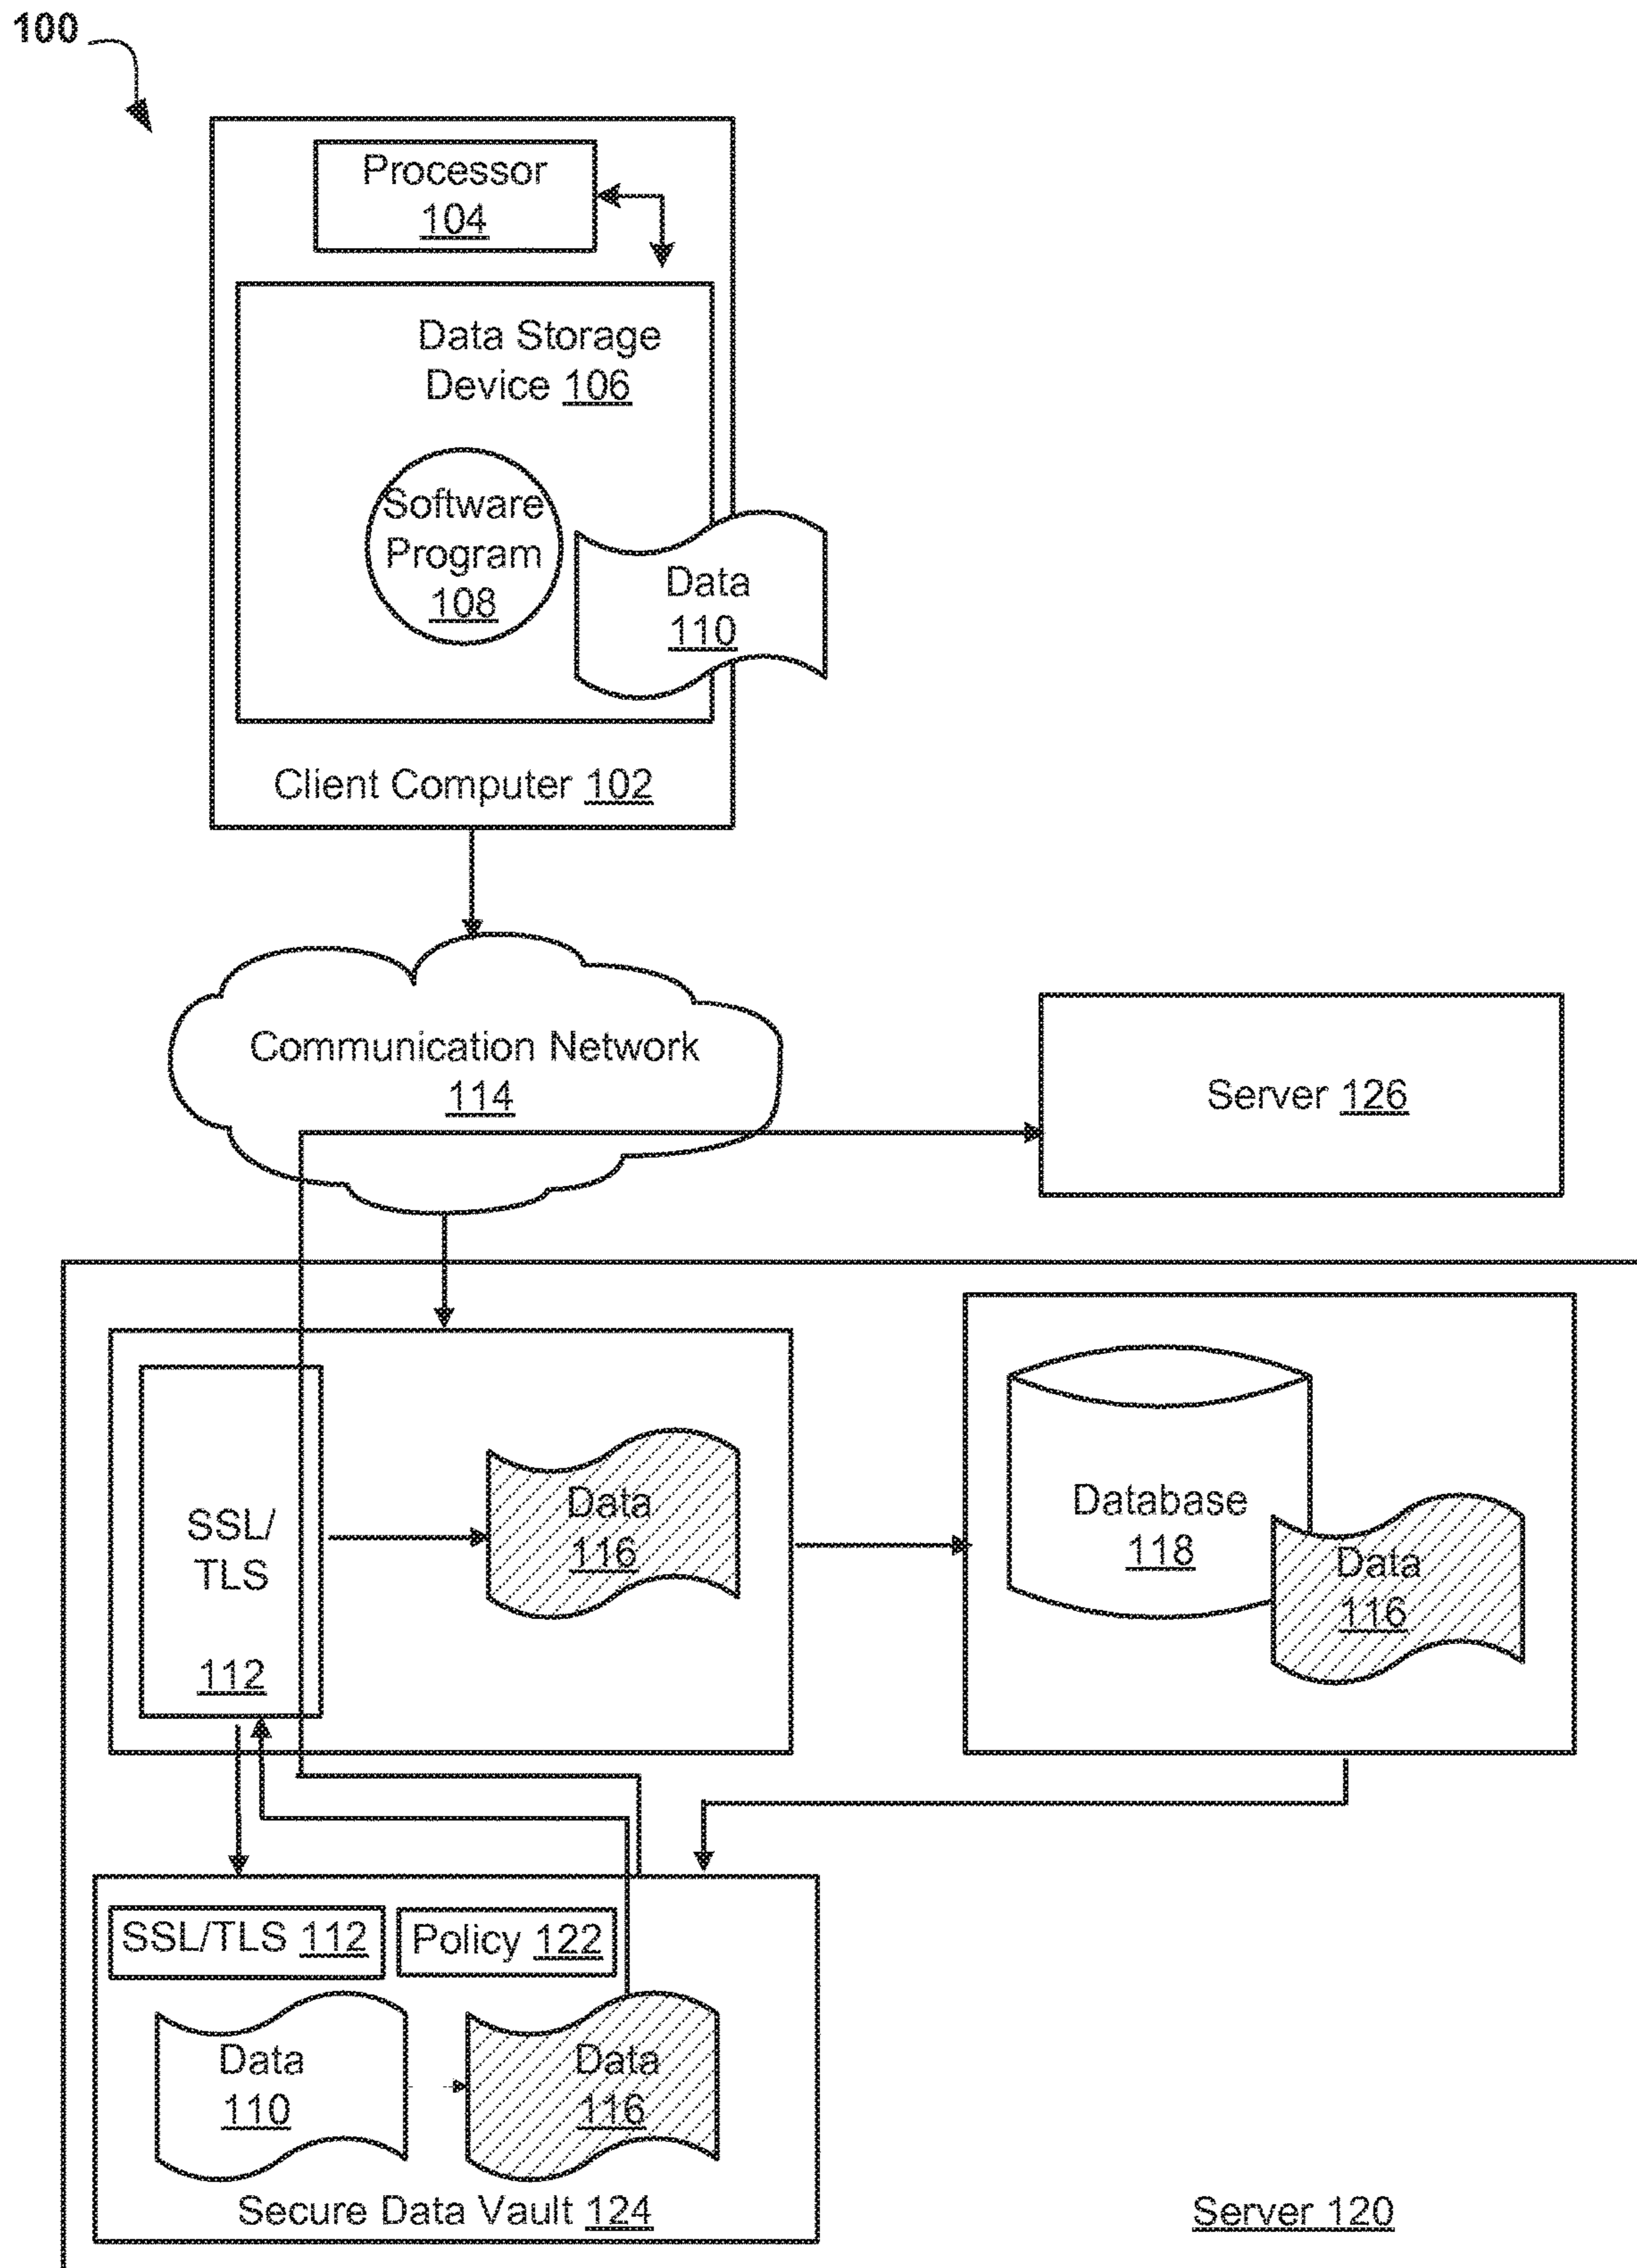 100
Processor
104
Data Storage
Device 106
Software
Program
108
Data
110
Client Computer 102
Communication Network
114
Server 126
SSL/
TLS
112
Data
116
Database
118
Data
116
SSL/TLS 112
Policy 122
Data
110
Data
116
Secure Data Vault 124
Server 120